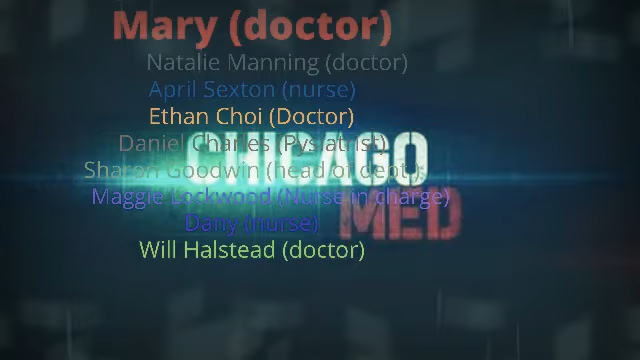 Mary (doctor)
Natalie Manning (doctor)
April Sexton (nurse)
Ethan Choi (Doctor)
Daniel Charles (Pysiatrist)
CHICAGO
Sharon Goodwin (head of dept)
Maggie Lockwood (Nurse in charge)
Dany (nurse)
MED
Will Halstead (doctor)